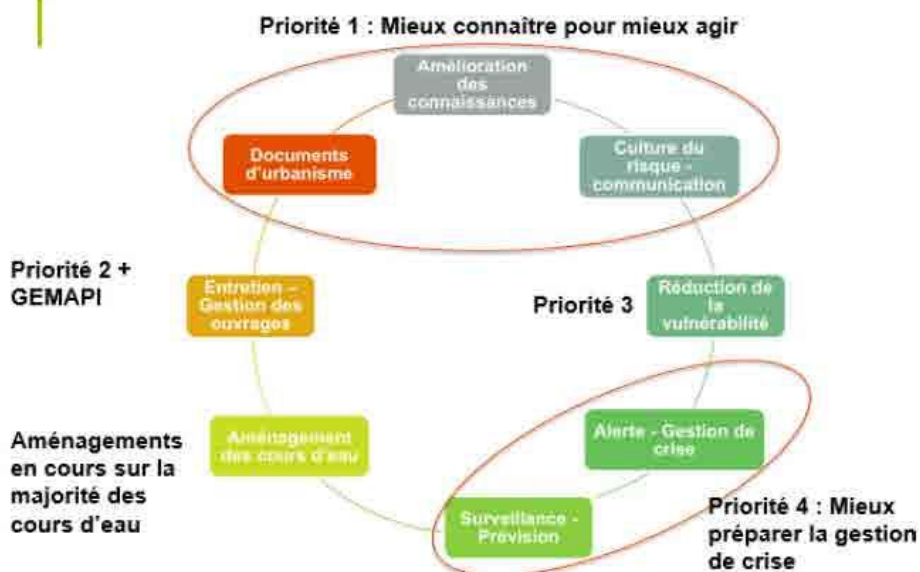 Priorité 1 : Mieux connaître pour mieux agir
Amélioration
des
connaissances
Documents
d'urbanisme
Culture du
risque -
communication
Priorité 2 +
GEMAPI
Entretien –
Gestion des
ouvrages
Priorité 3
Réduction de
la
vulnérabilité
Aménagements
en cours sur la
majorité des
cours d'eau
Aménagement
des cours d'eau
Alerte - Gestion de
crise
Surveillance -
Prévision
Priorité 4 : Mieux
préparer la gestion
de crise